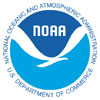 NATIONAL OCEANIC AND ATMOSPHERIC ADMINISTRATION
U.S. DEPARTMENT OF COMMERCE
NOAA